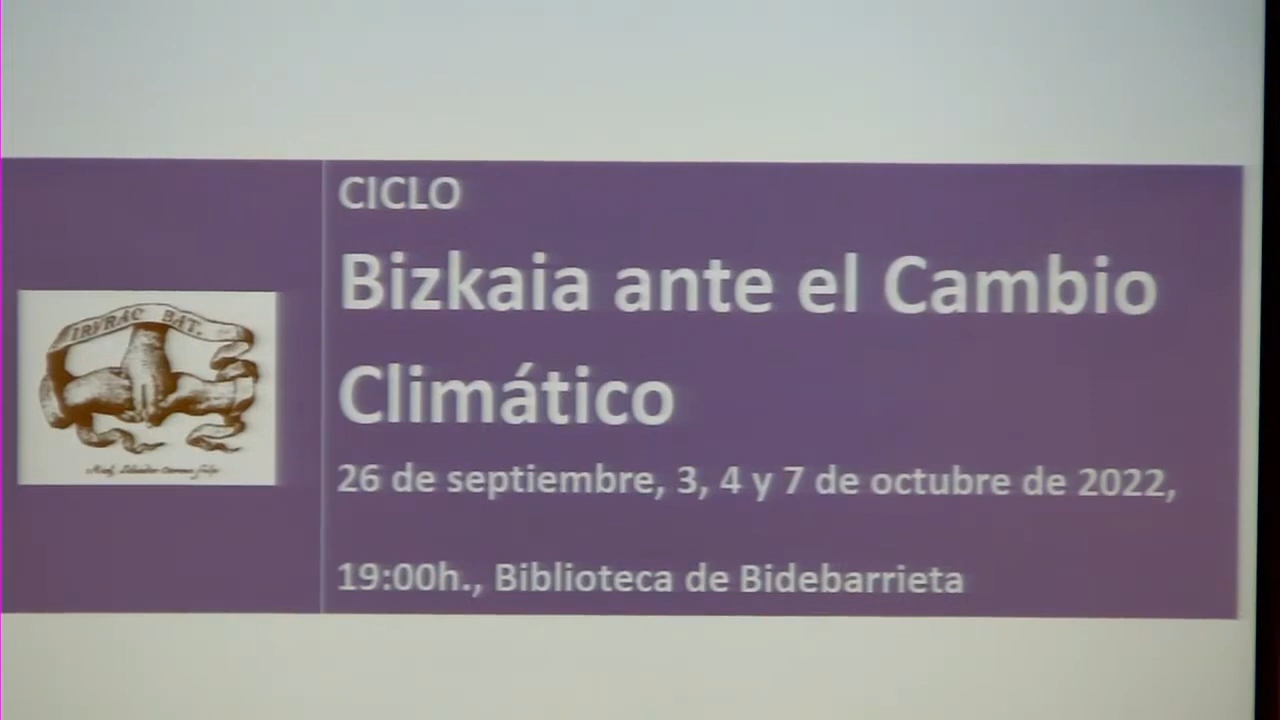 CICLO
Bizkaia ante el Cambio
Climático
26 de septiembre, 3, 4 y 7 de octubre de 2022,
19:00h., Biblioteca de Bidebarrieta
IRVRAC BAT.